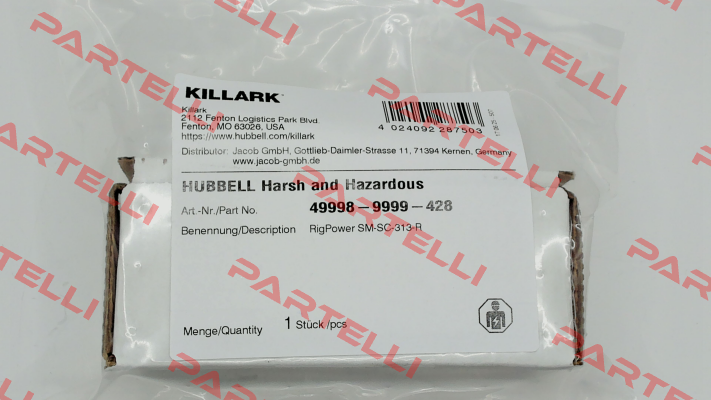 KILLARK
Killark
2112 Fenton Logistics Park Blvd
Fenton, MO 63026, USA
https://www.hubbell.com/killark
4 024092 287503
Distributor: Jacob GmbH, Gottlieb-Daimler-Strasse 11, 71394 Kernen, Germany
www.jacob-gmbh.de
HUBBELL Harsh and Hazardous
Art.-Nr./Part No. 49998-9999-428
Benennung/Description RigPower SM-SC-313-R
Menge/Quantity 1 Stück/pcs
PARTELLI
PARTELLI
PARTELLI
PARTELLI
PARTELLI
PARTELLI
PARTELLI
PARTELLI